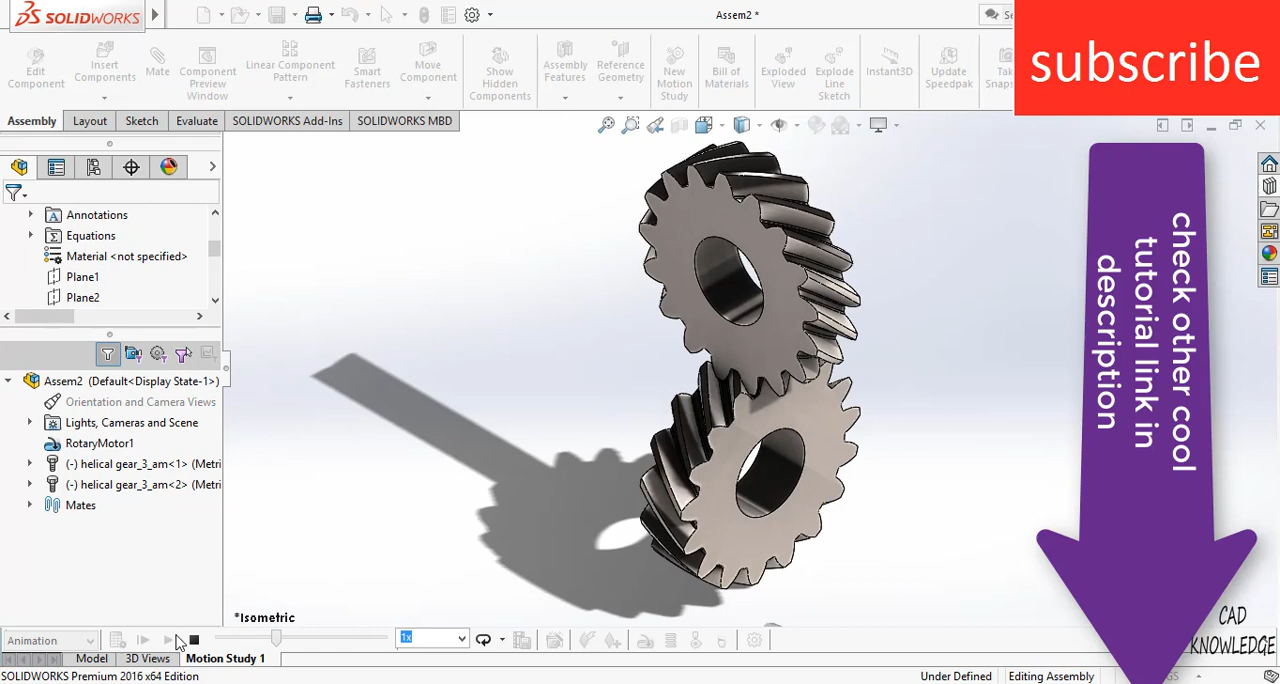 SOLIDWORKS
Assem2 *
subscribe
Edit Component
Insert Components
Mate
Component Preview Window
Linear Component Pattern
Smart Fasteners
Move Component
Show Hidden Components
Assembly Features
Reference Geometry
New Motion Study
Bill of Materials
Exploded View
Explode Line Sketch
Instant3D
Update Speedpak
Assembly
Layout
Sketch
Evaluate
SOLIDWORKS Add-Ins
SOLIDWORKS MBD
Annotations
Equations
Material <not specified>
Plane1
Plane2
Assem2 (Default<Display State-1>)
Orientation and Camera Views
Lights, Cameras and Scene
RotaryMotor1
(-) helical gear_3_am<1> (Metri
(-) helical gear_3_am<2> (Metri
Mates
check other cool
tutorial link in
description
*Isometric
CAD
KNOWLEDGE
Animation
1x
Model
3D Views
Motion Study 1
SOLIDWORKS Premium 2016 x64 Edition
Under Defined
Editing Assembly